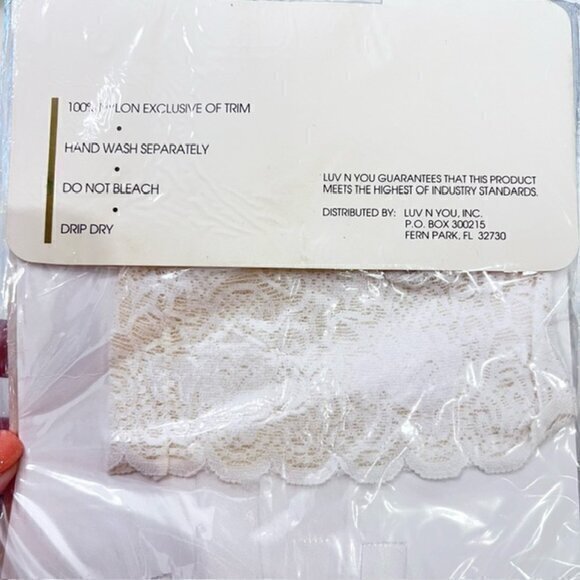 100% NYLON EXCLUSIVE OF TRIM
•
HAND WASH SEPARATELY
•
DO NOT BLEACH
•
DRIP DRY
LUV N YOU GUARANTEES THAT THIS PRODUCT
MEETS THE HIGHEST OF INDUSTRY STANDARDS.
DISTRIBUTED BY: LUV N YOU, INC.
P.O. BOX 300215
FERN PARK, FL 32730